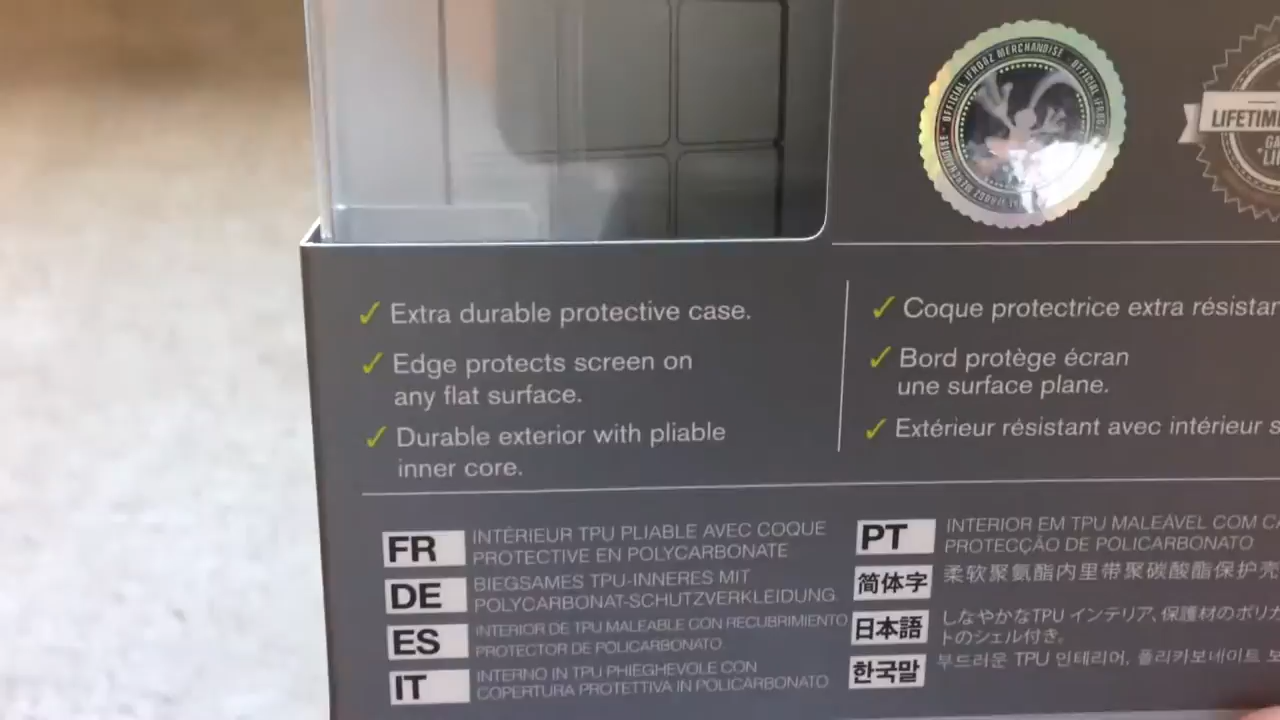 OFFICIAL IFROGZ MERCHANDISE · OFFICIAL IFROGZ MERCHANDISE
Extra durable protective case.
Edge protects screen on
any flat surface.
Durable exterior with pliable
inner core.
Coque protectrice extra
Bord protège écran
une surface plane.
Extérieur résistant avec intérieur
FR INTÉRIEUR TPU PLIABLE AVEC COQUE
PROTECTIVE EN POLYCARBONATE
DE BIEGSAMES TPU-INNERES MIT
POLYCARBONAT-SCHUTZVERKLEIDUNG.
ES INTERIOR DE TPU MALEABLE CON RECUBRIMIENTO
PROTECTOR DE POLICARBONATO.
IT INTERNO IN TPU PHIEGHEVOLE CON
COPERTURA PROTETTIVA IN POLICARBONATO
PT INTERIOR EM TPU MALEÁVEL COM
PROTECÇÃO DE POLICARBONATO
简体字 柔软聚氨酯内里带聚碳酸酯保护壳
日本語 しなやかなTPU インテリア、保護材のポリカ
トのシェル付き。
한국말 부드러운 TPU 인테리어, 폴리카보네이트